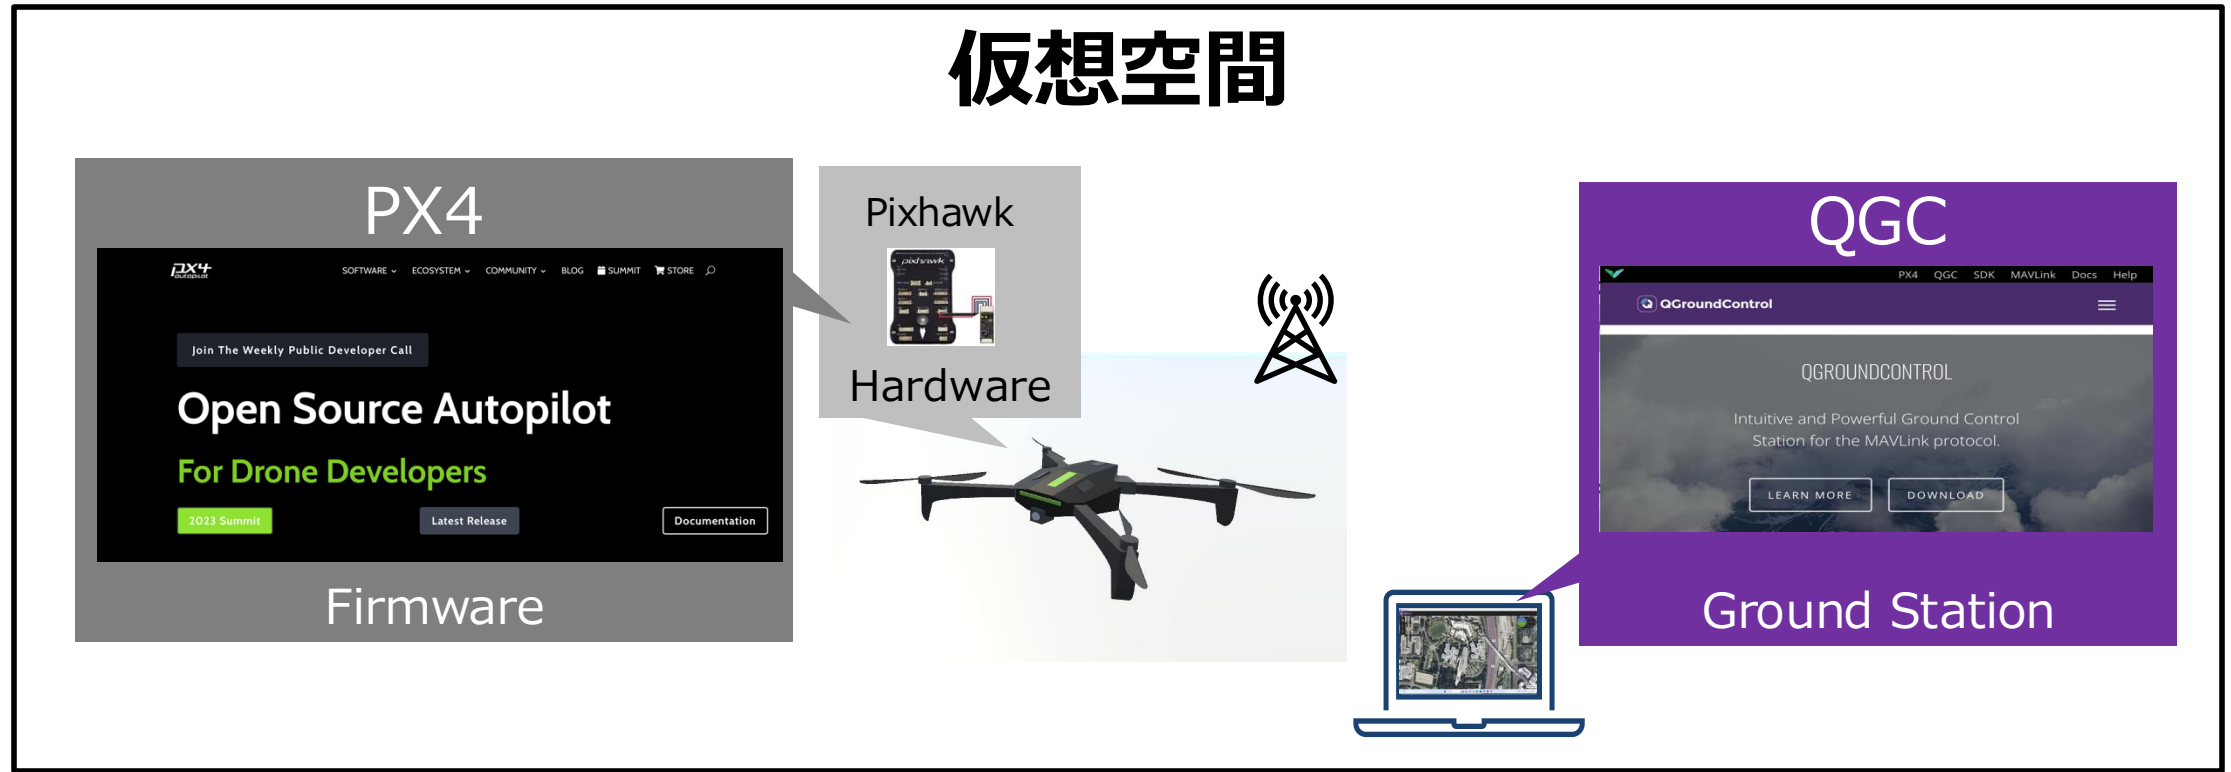 仮想空間
PX4
PX4
autopilot
SOFTWARE
ECOSYSTEM
COMMUNITY
BLOG
SUMMIT
STORE
Join The Weekly Public Developer Call
Open Source Autopilot
For Drone Developers
2023 Summit
Latest Release
Documentation
Firmware
Pixhawk
pixhawk
Hardware
QGC
PX4 QGC SDK MAVLink Docs Help
QGroundControl
QGROUNDCONTROL
Intuitive and Powerful Ground Control
Station for the MAVLink protocol.
LEARN MORE
DOWNLOAD
Ground Station